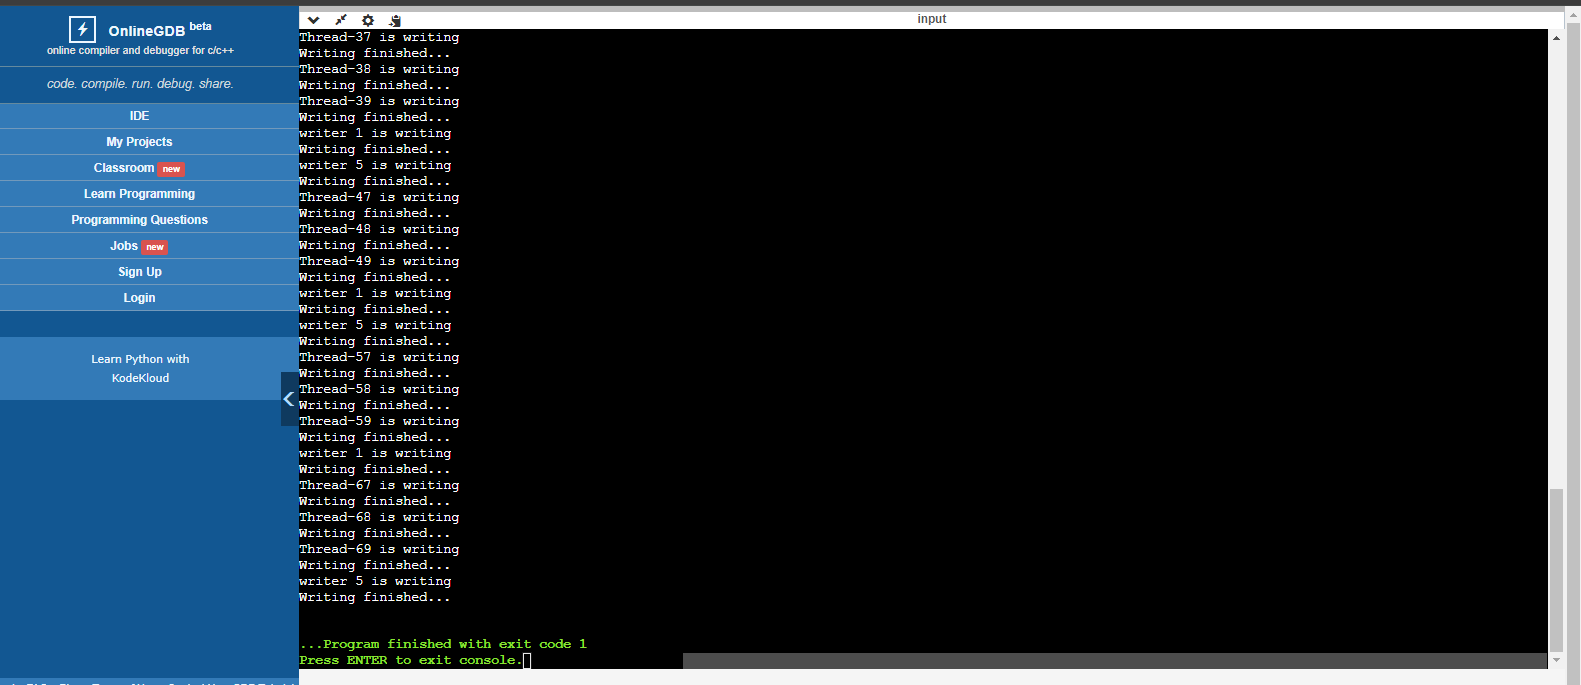 OnlineGDB beta
online compiler and debugger for c/c++
code. compile. run. debug. share.
IDE
My Projects
Classroom new
Learn Programming
Programming Questions
Jobs new
Sign Up
Login
Learn Python with
KodeKloud
input
Thread-37 is writing
Writing finished...
Thread-38 is writing
Writing finished...
Thread-39 is writing
Writing finished...
writer 1 is writing
Writing finished...
writer 5 is writing
Writing finished...
Thread-47 is writing
Writing finished...
Thread-48 is writing
Writing finished...
Thread-49 is writing
Writing finished...
writer 1 is writing
Writing finished...
writer 5 is writing
Writing finished...
Thread-57 is writing
Writing finished...
Thread-58 is writing
Writing finished...
Thread-59 is writing
Writing finished...
writer 1 is writing
Writing finished...
Thread-67 is writing
Writing finished...
Thread-68 is writing
Writing finished...
Thread-69 is writing
Writing finished...
writer 5 is writing
Writing finished...
...Program finished with exit code 1
Press ENTER to exit console.